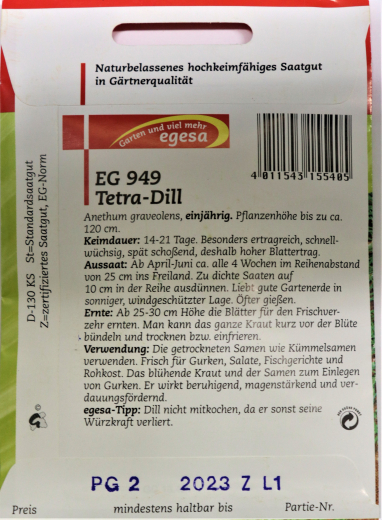 Naturbelassenes hochkeimfähiges Saatgut
in Gärtnerqualität
Garten und viel mehr
egesa
4 011543 155405
EG 949
Tetra-Dill
Anethum graveolens, einjährig. Pflanzenhöhe bis zu ca.
120 cm.
Keimdauer: 14-21 Tage. Besonders ertragreich, schnell-
wüchsig, spät schoßend, deshalb hoher Blattertrag.
Aussaat: Ab April-Juni ca. alle 4 Wochen im Reihenabstand
von 25 cm ins Freiland. Zu dichte Saaten auf
10 cm in der Reihe ausdünnen. Liebt gute Gartenerde in
sonniger, windgeschützter Lage. Öfter gießen.
Ernte: Ab 25-30 cm Höhe die Blätter für den Frischver-
zehr ernten. Man kann das ganze Kraut kurz vor der Blüte
bündeln und trocknen bzw. einfrieren.
Verwendung: Die getrockneten Samen wie Kümmelsamen
verwenden. Frisch für Gurken, Salate, Fischgerichte und
Rohkost. Das blühende Kraut und der Samen zum Einlegen
von Gurken. Er wirkt beruhigend, magenstärkend und ver-
dauungsfördernd.
egesa-Tipp: Dill nicht mitkochen, da er sonst seine
Würzkraft verliert.
D-130 KS St=Standardsaatgut
Z=zertifiziertes Saatgut, EG-Norm
PG 2 2023 Z L1
Preis mindestens haltbar bis Partie-Nr.